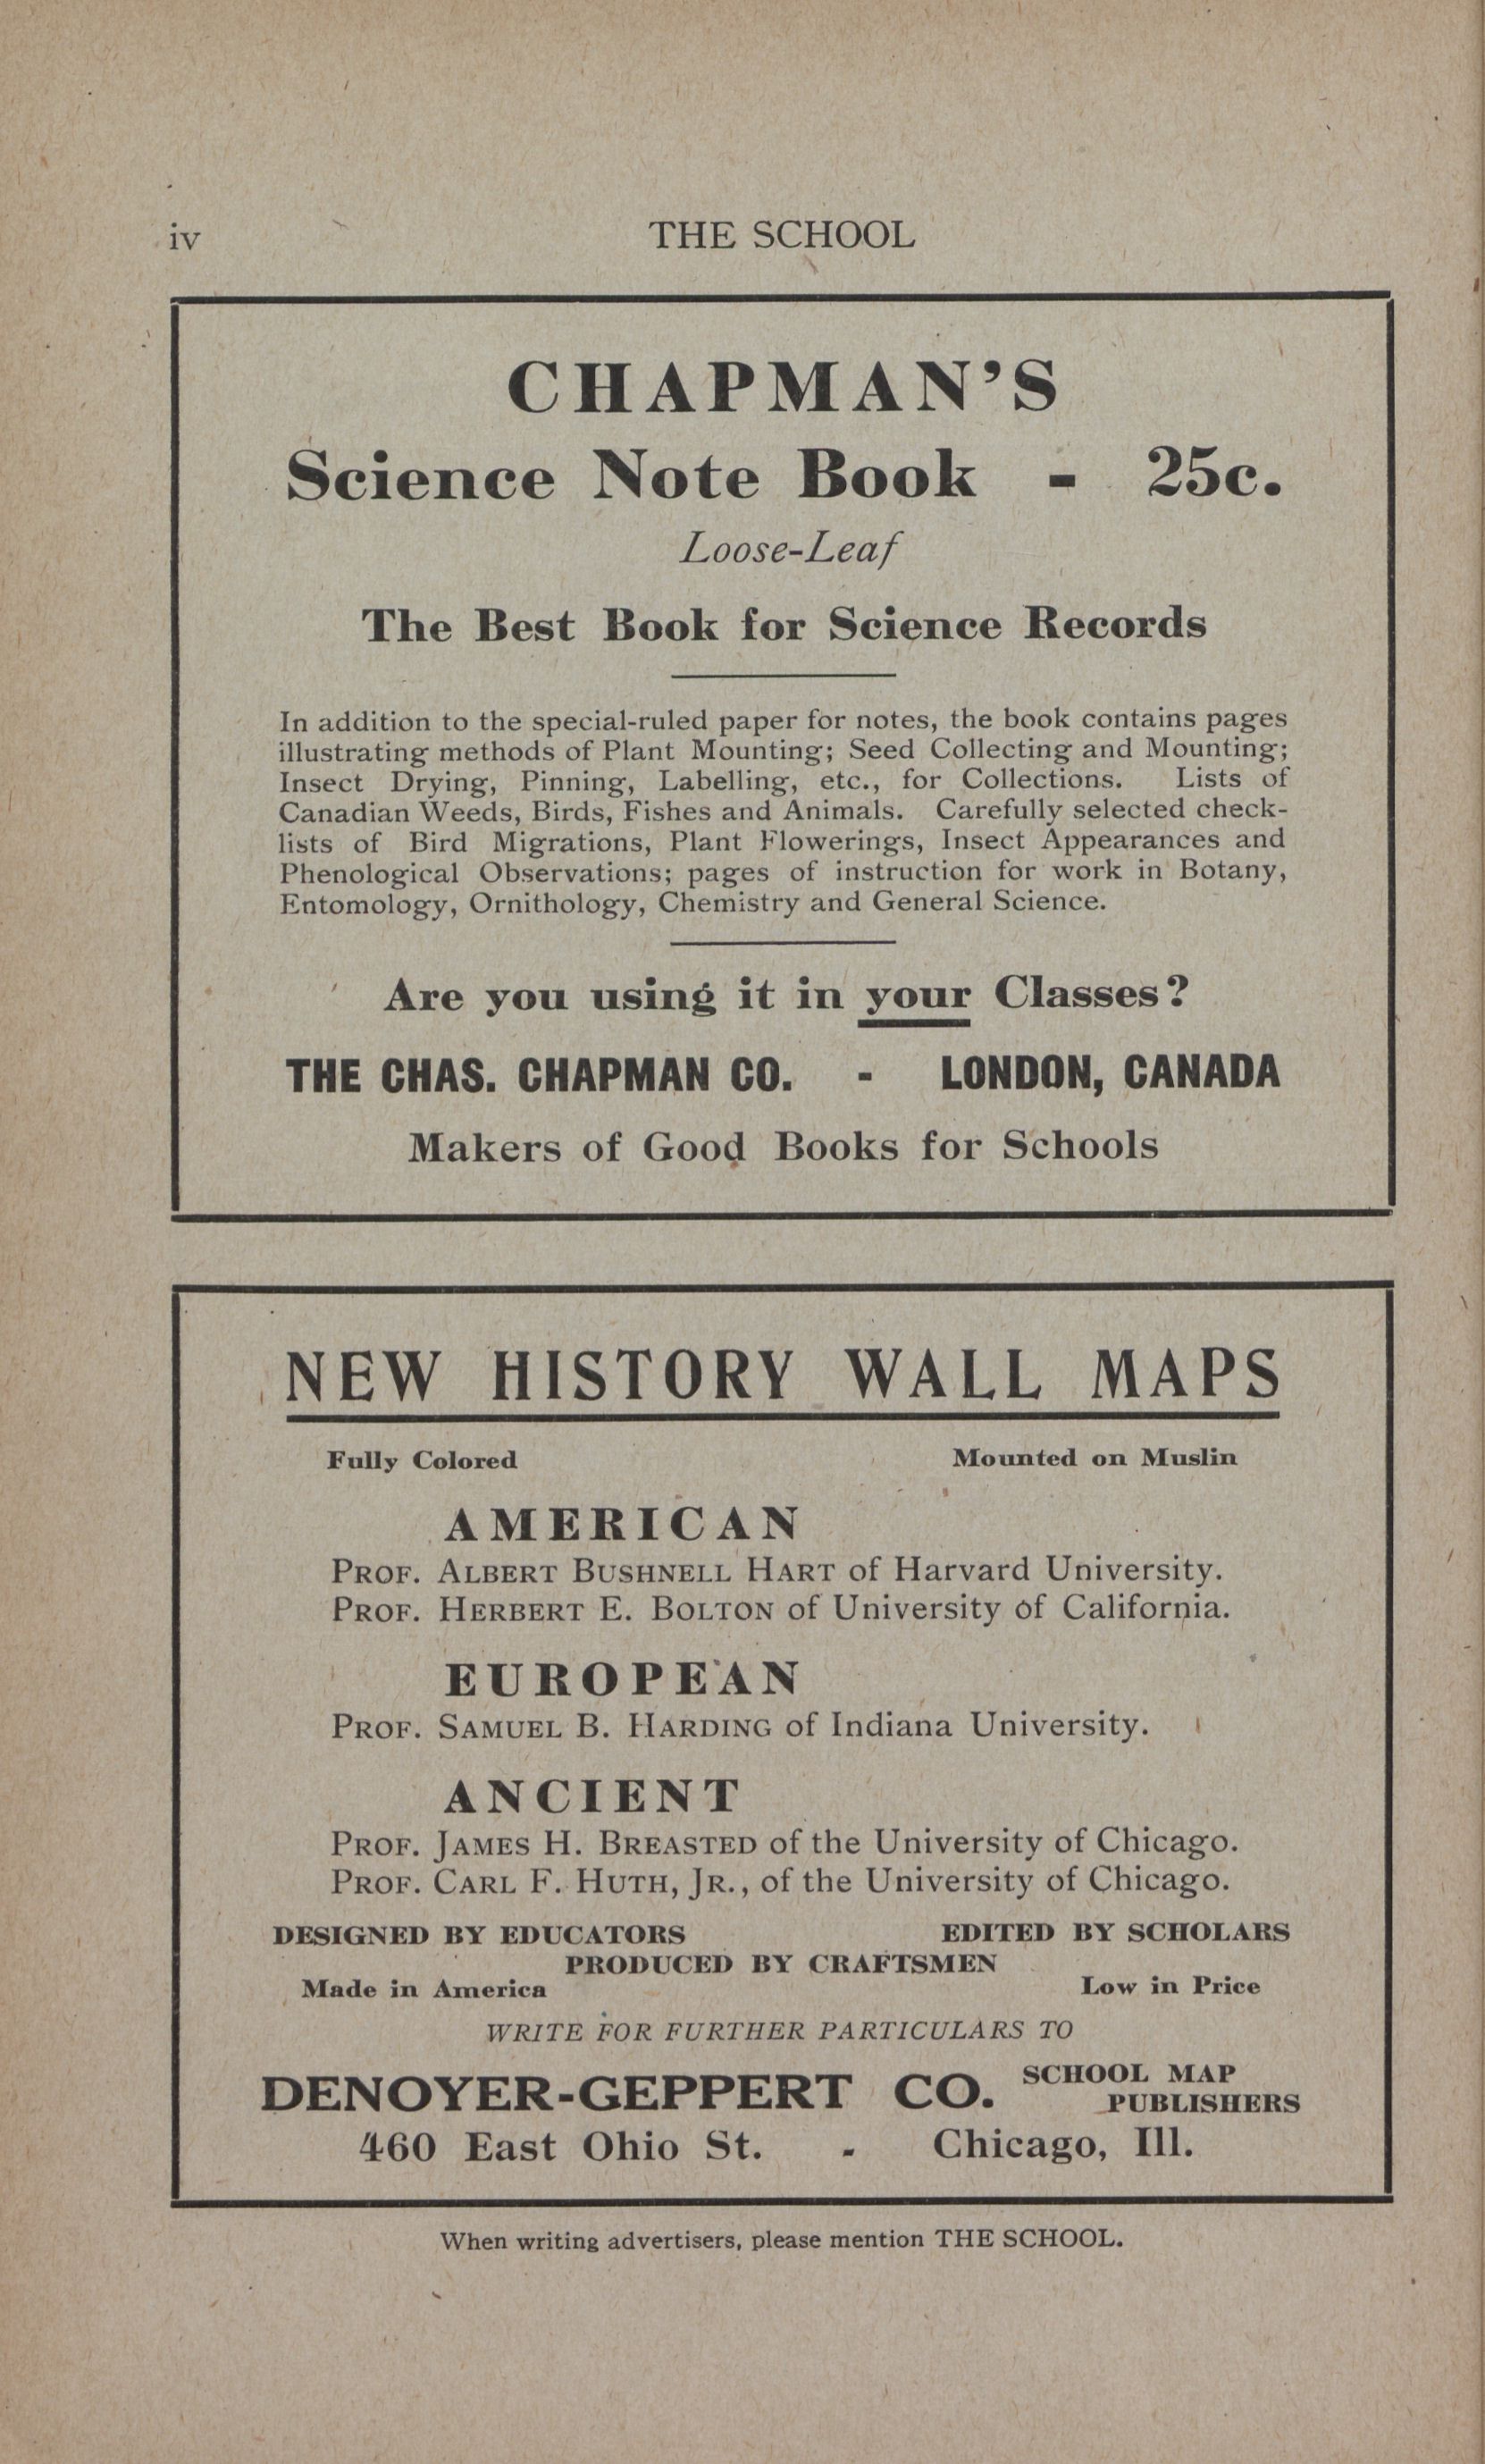 iv
THE SCHOOL
CHAPMAN'S
Science Note Book - 25c.
Loose-Leaf
The Best Book for Science Records
In addition to the special-ruled paper for notes, the book contains pages
illustrating methods of Plant Mounting; Seed Collecting and Mounting;
Insect Drying, Pinning, Labelling, etc., for Collections. Lists of
Canadian Weeds, Birds, Fishes and Animals. Carefully selected check-
lists of Bird Migrations, Plant Flowerings, Insect Appearances and
Phenological Observations; pages of instruction for work in Botany,
Entomology, Ornithology, Chemistry and General Science.
Are you using it in your Classes?
THE CHAS. CHAPMAN CO. - LONDON, CANADA
Makers of Good Books for Schools
NEW HISTORY WALL MAPS
Fully Colored
Mounted on Muslin
AMERICAN
PROF. ALBERT BUSHNELL HART of Harvard University.
PROF. HERBERT E. BOLTON of University of California.
EUROPEAN
PROF. SAMUEL B. HARDING of Indiana University.
ANCIENT
PROF. JAMES H. BREASTED of the University of Chicago.
PROF. CARL F. HUTH, JR., of the University of Chicago.
DESIGNED BY EDUCATORS
EDITED BY SCHOLARS
PRODUCED BY CRAFTSMEN
Made in America
Low in Price
WRITE FOR FURTHER PARTICULARS TO
DENOYER-GEPPERT CO.
SCHOOL MAP
PUBLISHERS
460 East Ohio St. - Chicago, Ill.
When writing advertisers, please mention THE SCHOOL.